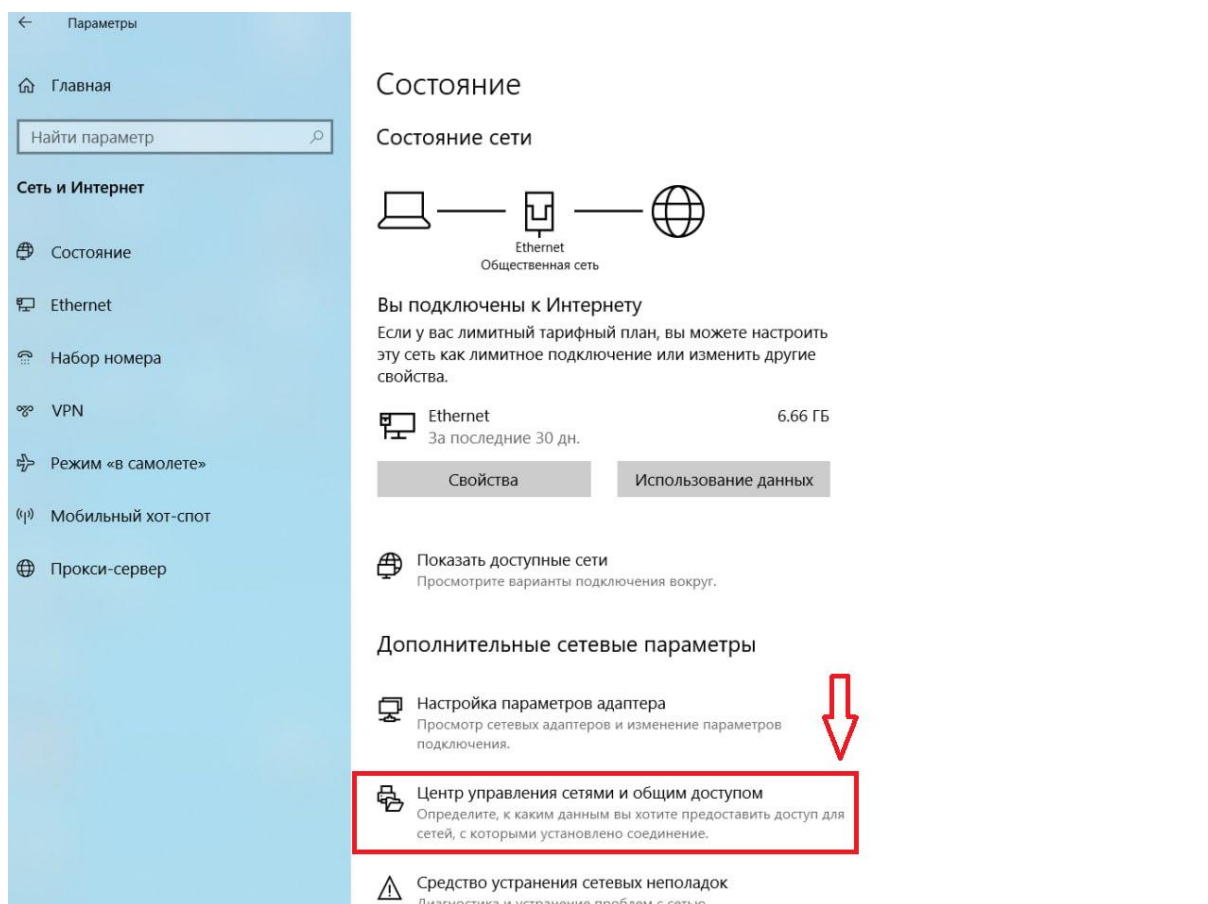 Параметры
Главная
Найти параметр
Сеть и Интернет
Состояние
Ethernet
Набор номера
VPN
Режим «в самолете»
Мобильный хот-спот
Прокси-сервер
Состояние
Состояние сети
Ethernet
Общественная сеть
Вы подключены к Интернету
Если у вас лимитный тарифный план, вы можете настроить
эту сеть как лимитное подключение или изменить другие
свойства.
Ethernet 6.66 ГБ
За последние 30 дн.
Свойства Использование данных
Показать доступные сети
Просмотрите варианты подключения вокруг.
Дополнительные сетевые параметры
Настройка параметров адаптера
Просмотр сетевых адаптеров и изменение параметров
подключения.
Центр управления сетями и общим доступом
Определите, к каким данным вы хотите предоставить доступ для
сетей, с которыми установлено соединение.
Средство устранения сетевых неполадок
Диагностика и устранение проблем с сетью.